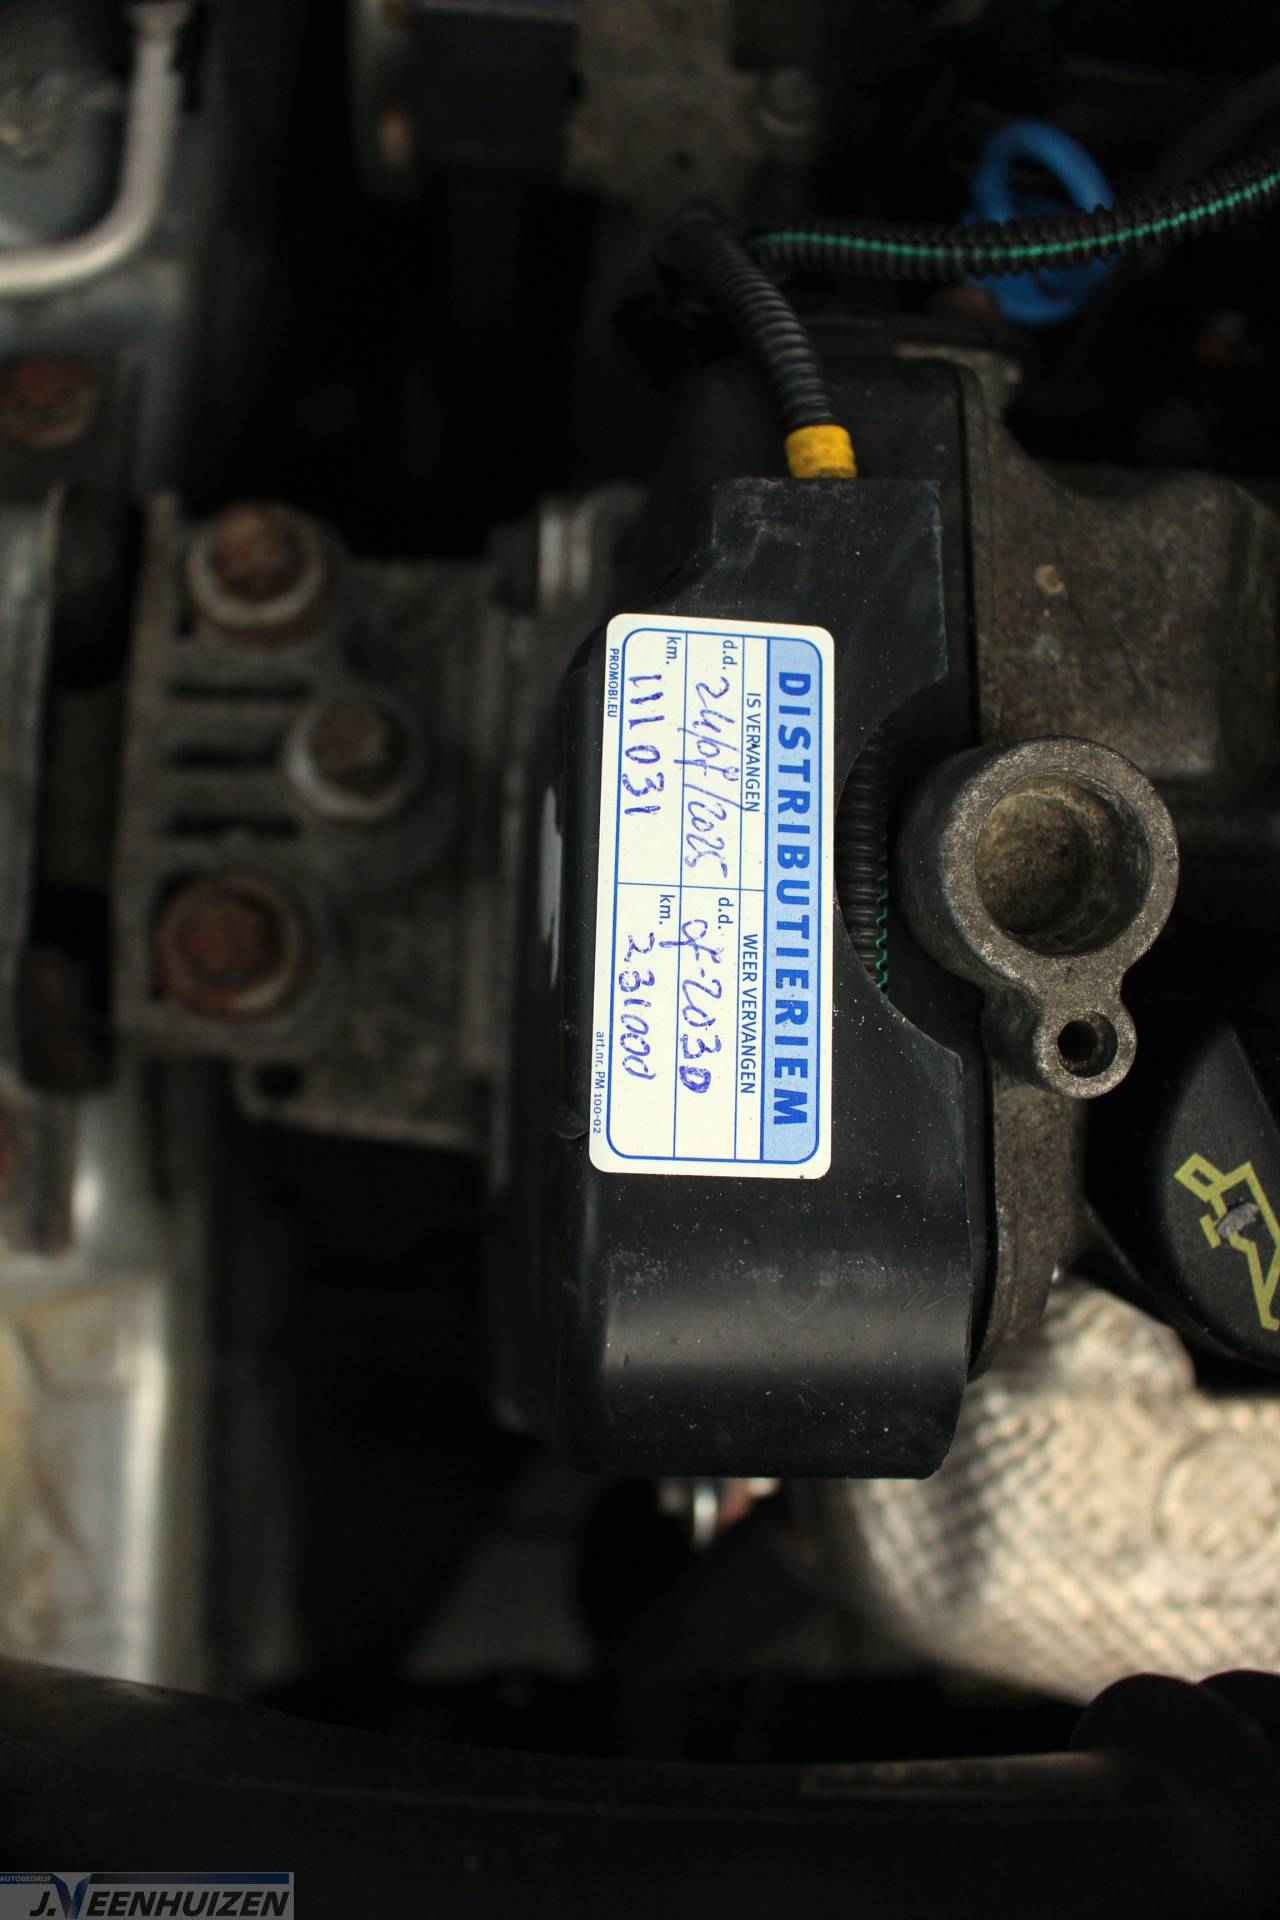 DISTRIBUTIERIEM
IS VERVANGEN
WEER VERVANGEN
d.d. 24/07/2025
d.d. of-2030
km. 111 031
km. 231000
PROMOBI.EU
art.nr. PM 100-02
AUTOBEDRIJF
J.VEENHUIZEN